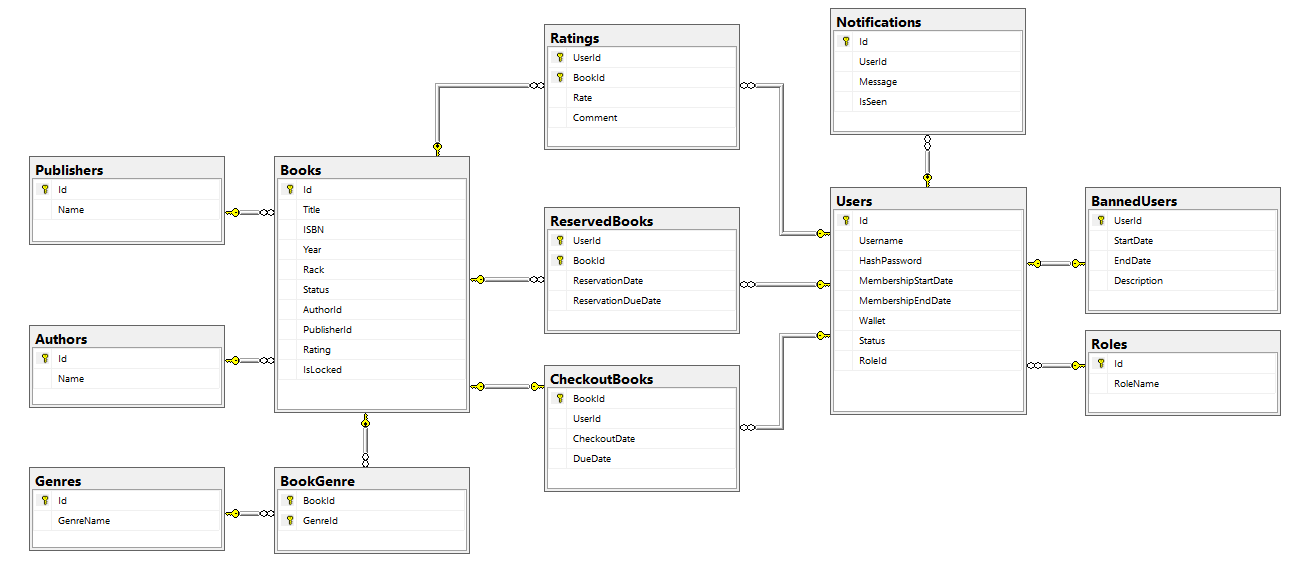 Publishers
Id
Name
Authors
Id
Name
Genres
Id
GenreName
Books
Id
Title
ISBN
Year
Rack
Status
AuthorId
PublisherId
Rating
IsLocked
BookGenre
BookId
GenreId
Ratings
UserId
BookId
Rate
Comment
ReservedBooks
UserId
BookId
ReservationDate
ReservationDueDate
CheckoutBooks
BookId
UserId
CheckoutDate
DueDate
Notifications
Id
UserId
Message
IsSeen
Users
Id
Username
HashPassword
MembershipStartDate
MembershipEndDate
Wallet
Status
RoleId
BannedUsers
UserId
StartDate
EndDate
Description
Roles
Id
RoleName